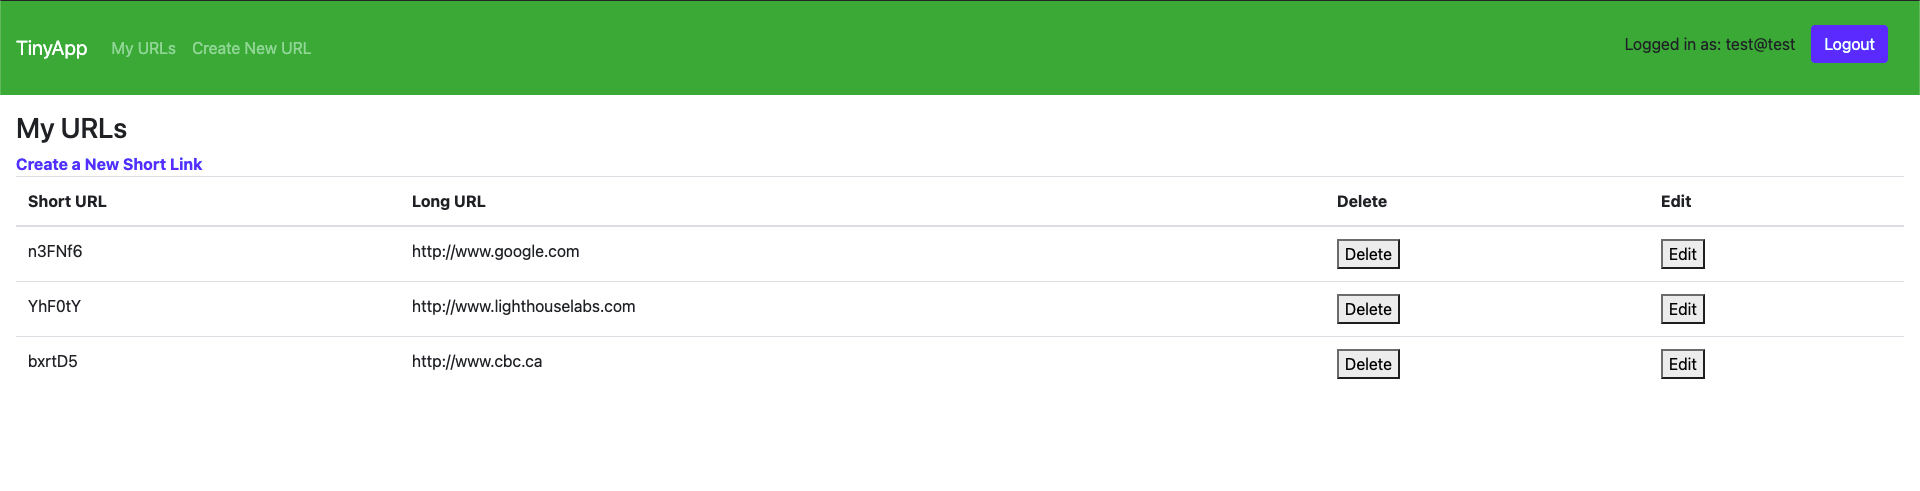 TinyApp My URLs Create New URL Logged in as: test@test Logout
My URLs
Create a New Short Link
Short URL Long URL Delete Edit
n3FNf6 http://www.google.com Delete Edit
YhF0tY http://www.lighthouselabs.com Delete Edit
bxrtD5 http://www.cbc.ca Delete Edit